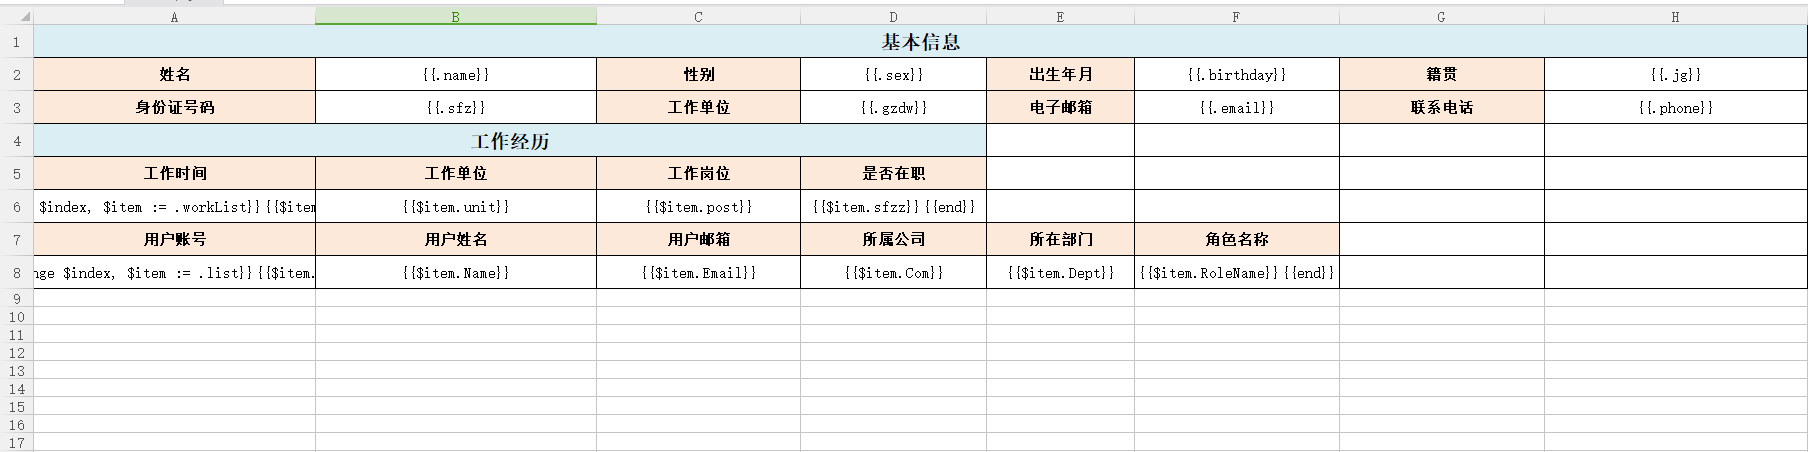 A B C D E F G H
1 基本信息
2 姓名 {{.name}} 性别 {{.sex}} 出生年月 {{.birthday}} 籍贯 {{.jg}}
3 身份证号码 {{.sfz}} 工作单位 {{.gzdw}} 电子邮箱 {{.email}} 联系电话 {{.phone}}
4 工作经历
5 工作时间 工作单位 工作岗位 是否在职
6 $index, $item := .workList}}{{$item {{$item.unit}} {{$item.post}} {{$item.sfzz}}{{end}}
7 用户账号 用户姓名 用户邮箱 所属公司 所在部门 角色名称
8 nge $index, $item := .list}}{{$item. {{$item.Name}} {{$item.Email}} {{$item.Com}} {{$item.Dept}} {{$item.RoleName}}{{end}}
9
10
11
12
13
14
15
16
17